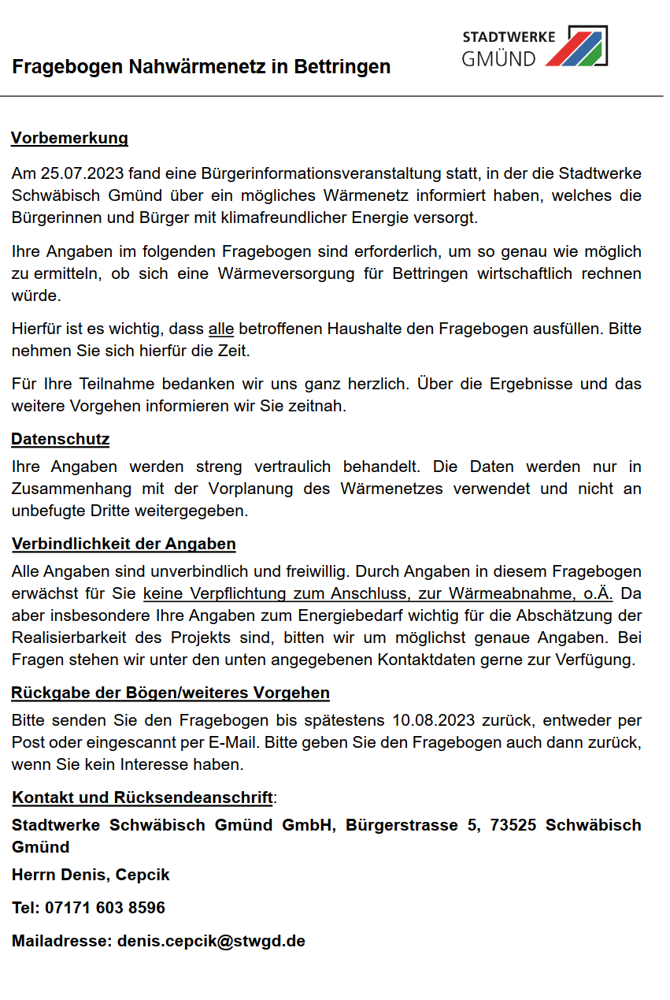 STADTWERKE
GMÜND
Fragebogen Nahwärmenetz in Bettringen
Vorbemerkung
Am 25.07.2023 fand eine Bürgerinformationsveranstaltung statt, in der die Stadtwerke
Schwäbisch Gmünd über ein mögliches Wärmenetz informiert haben, welches die
Bürgerinnen und Bürger mit klimafreundlicher Energie versorgt.
Ihre Angaben im folgenden Fragebogen sind erforderlich, um so genau wie möglich
zu ermitteln, ob sich eine Wärmeversorgung für Bettringen wirtschaftlich rechnen
würde.
Hierfür ist es wichtig, dass alle betroffenen Haushalte den Fragebogen ausfüllen. Bitte
nehmen Sie sich hierfür die Zeit.
Für Ihre Teilnahme bedanken wir uns ganz herzlich. Über die Ergebnisse und das
weitere Vorgehen informieren wir Sie zeitnah.
Datenschutz
Ihre Angaben werden streng vertraulich behandelt. Die Daten werden nur in
Zusammenhang mit der Vorplanung des Wärmenetzes verwendet und nicht an
unbefugte Dritte weitergegeben.
Verbindlichkeit der Angaben
Alle Angaben sind unverbindlich und freiwillig. Durch Angaben in diesem Fragebogen
erwächst für Sie keine Verpflichtung zum Anschluss, zur Wärmeabnahme, o.Ä. Da
aber insbesondere Ihre Angaben zum Energiebedarf wichtig für die Abschätzung der
Realisierbarkeit des Projekts sind, bitten wir um möglichst genaue Angaben. Bei
Fragen stehen wir unter den unten angegebenen Kontaktdaten gerne zur Verfügung.
Rückgabe der Bögen/weiteres Vorgehen
Bitte senden Sie den Fragebogen bis spätestens 10.08.2023 zurück, entweder per
Post oder eingescannt per E-Mail. Bitte geben Sie den Fragebogen auch dann zurück,
wenn Sie kein Interesse haben.
Kontakt und Rücksendeanschrift:
Stadtwerke Schwäbisch Gmünd GmbH, Bürgerstrasse 5, 73525 Schwäbisch
Gmünd
Herrn Denis, Cepcik
Tel: 07171 603 8596
Mailadresse: denis.cepcik@stwgd.de